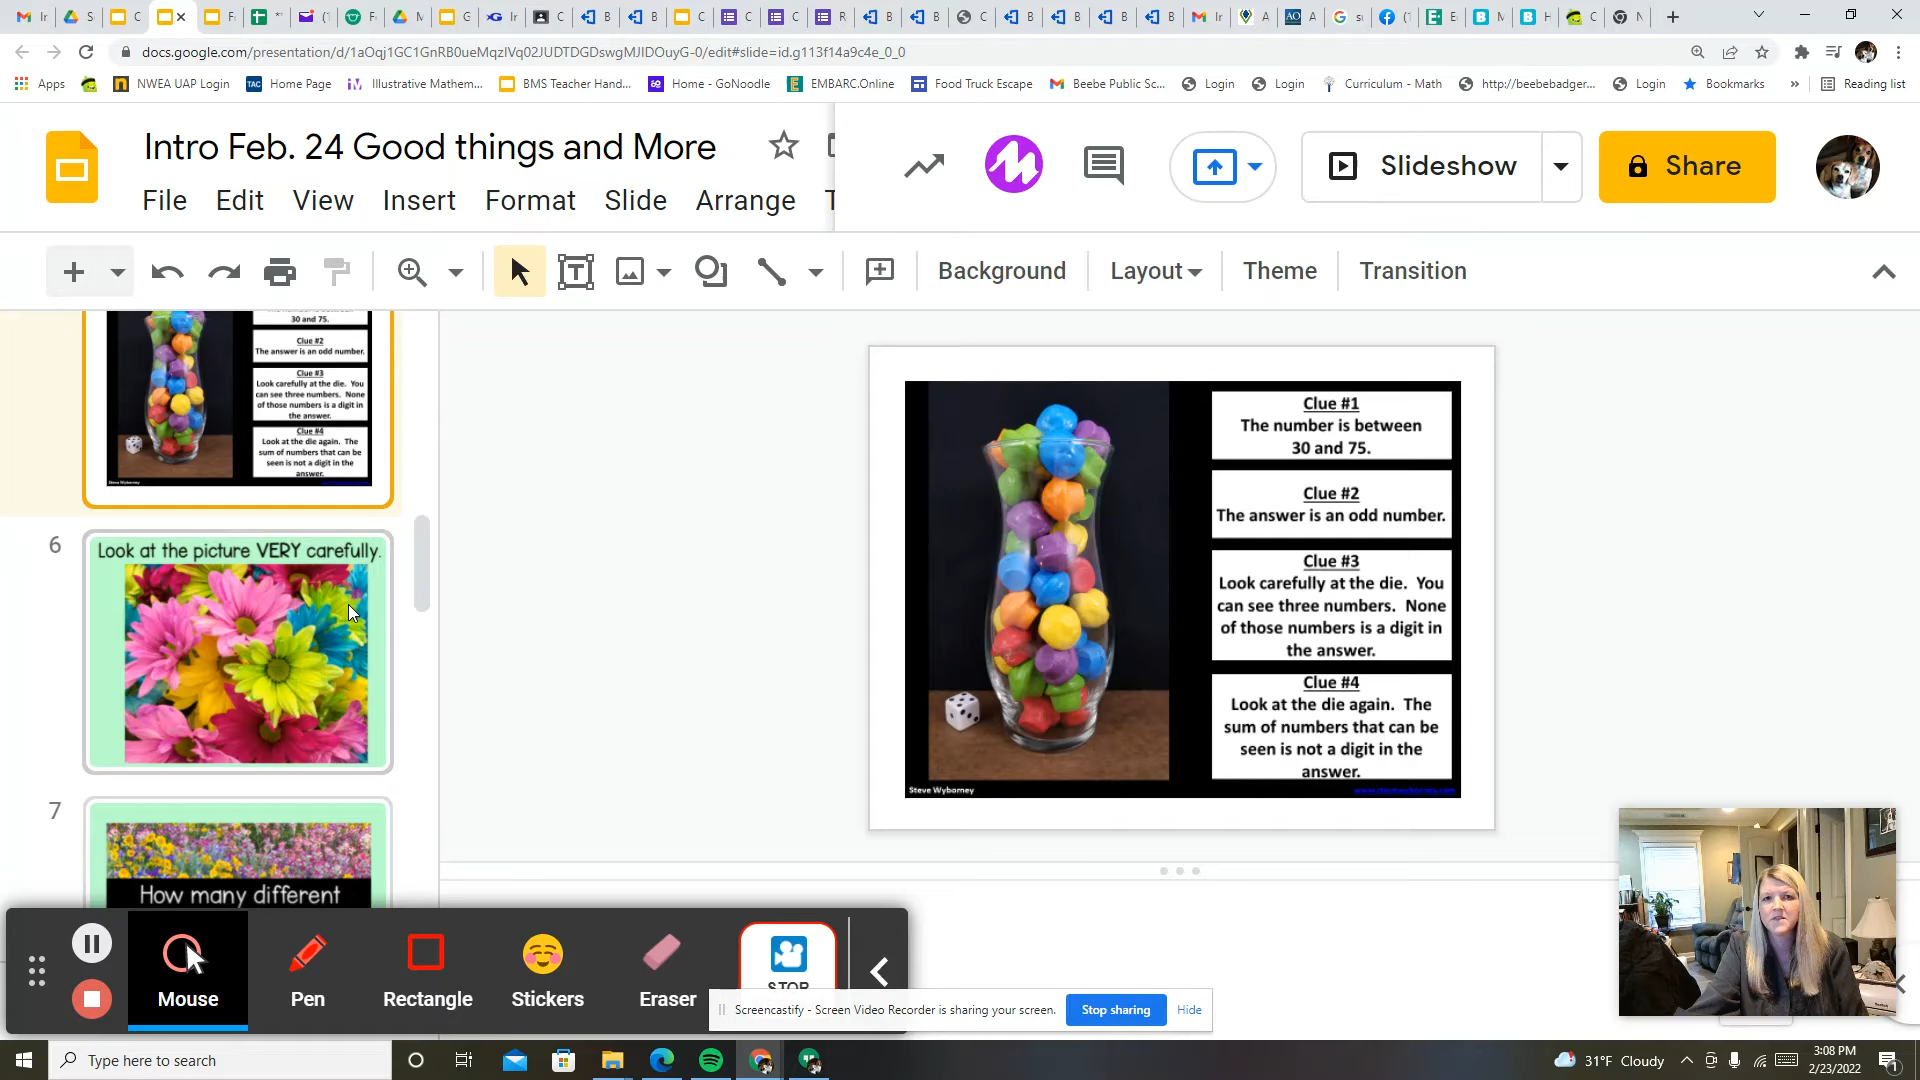 docs.google.com/presentation/d/1aOqj1GC1GnRB0ueMqzlVq02JUDTDGDswgMJlDOuyG-0/edit#slide=id.g113f14a9c4e_0_0
Apps
NWEA UAP Login
Home Page
Illustrative Mathem...
BMS Teacher Hand...
Home - GoNoodle
EMBARC.Online
Food Truck Escape
Beebe Public Sc...
Login
Login
Curriculum - Math
http://beebebadger...
Login
Bookmarks
»
Reading list
Intro Feb. 24 Good things and More
File Edit View Insert Format Slide Arrange
Slideshow
Share
Background
Layout
Theme
Transition
30 and 75.
Clue #2
The answer is an odd number.
Clue #3
Look carefully at the die. You
can see three numbers. None
of those numbers is a digit in
the answer.
Clue #4
Look at the die again. The
sum of numbers that can be
seen is not a digit in the
answer.
Steve Wyborney
6
Look at the picture VERY carefully.
7
How many different
Clue #1
The number is between
30 and 75.
Clue #2
The answer is an odd number.
Clue #3
Look carefully at the die. You
can see three numbers. None
of those numbers is a digit in
the answer.
Clue #4
Look at the die again. The
sum of numbers that can be
seen is not a digit in the
answer.
Steve Wyborney
www.stevewyborney.com
Mouse
Pen
Rectangle
Stickers
Eraser
STOP
Screencastify - Screen Video Recorder is sharing your screen.
Stop sharing
Hide
Type here to search
31°F Cloudy
3:08 PM
2/23/2022